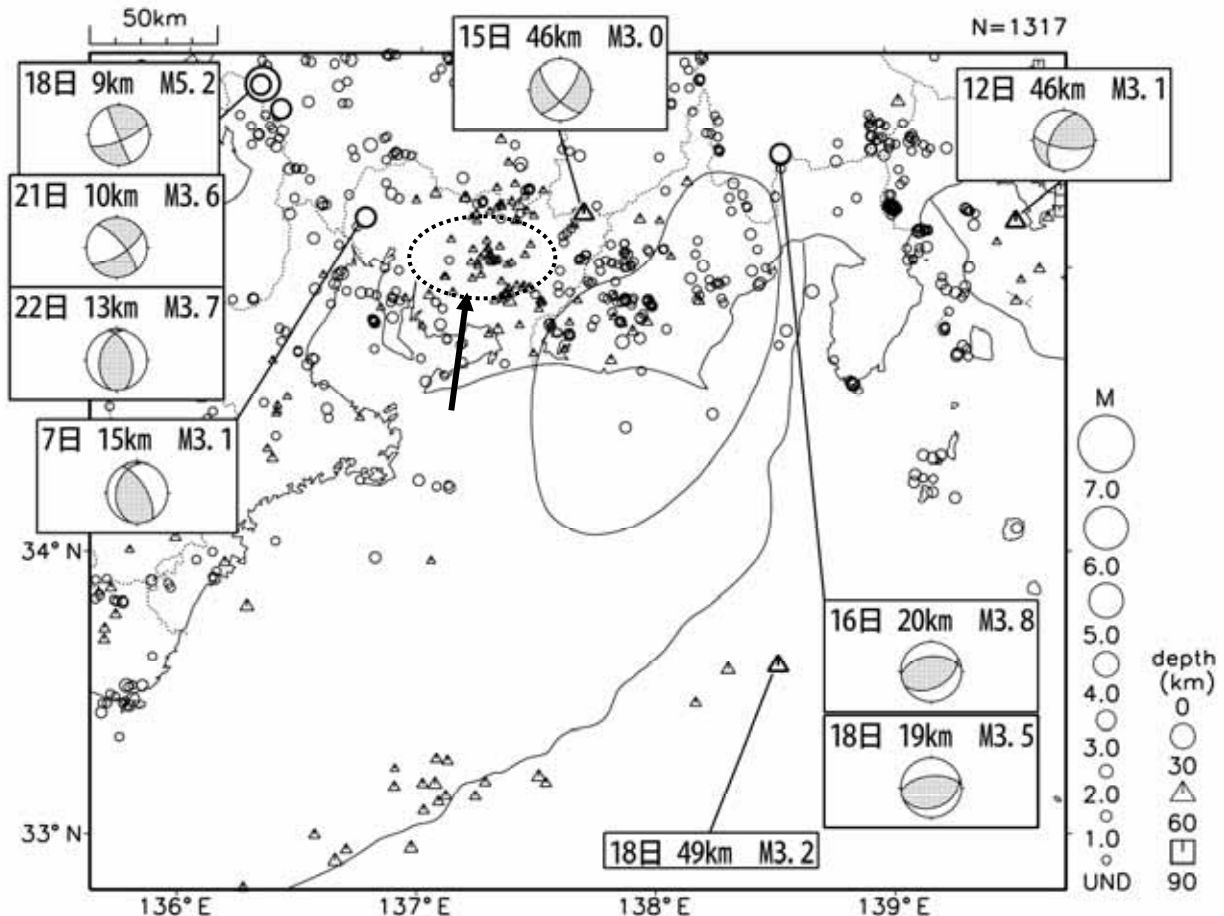 50km
N=1317
15日 46km M3.0
18日 9km M5.2
12日 46km M3.1
21日 10km M3.6
22日 13km M3.7
7日 15km M3.1
M
7.0
6.0
5.0
4.0
3.0
2.0
1.0
UND
depth
(km)
0
30
60
90
34°N
33°N
16日 20km M3.8
18日 19km M3.5
18日 49km M3.2
136°E
137°E
138°E
139°E